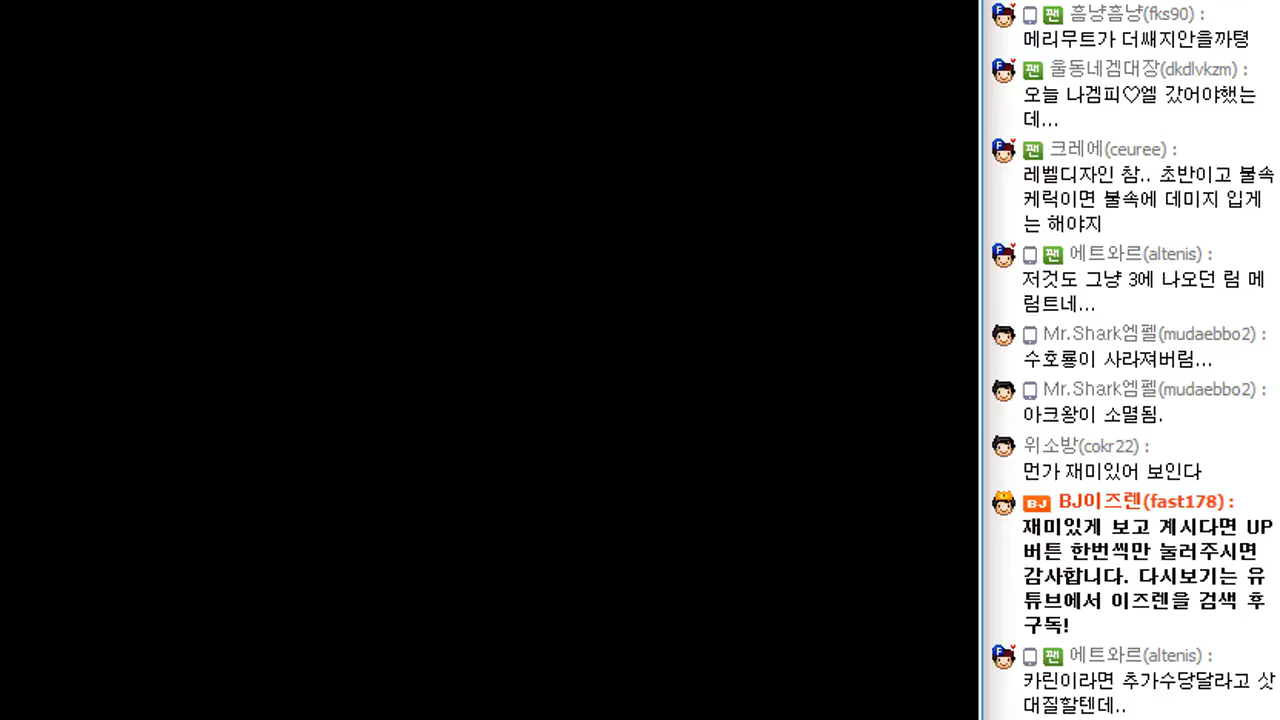 팬 흠냥흠냥(fks90) :
메리무트가 더쌔지안을까텽
팬 울동네겜대장(dkdlvkzm) :
오늘 나겜피♡엘 갔어야했는
데...
팬 크레에(ceuree) :
레벨디자인 참.. 초반이고 불속
케릭이면 불속에 데미지 입게
는 해야지
팬 에트와르(altenis) :
저것도 그냥 3에 나오던 림 메
림트네...
Mr.Shark엠펠(mudaebbo2) :
수호룡이 사라져버림...
Mr.Shark엠펠(mudaebbo2) :
아크왕이 소멸됨.
위소방(cokr22) :
먼가 재미있어 보인다
BJ BJ이즈렌(fast178) :
재미있게 보고 계시다면 UP
버튼 한번씩만 눌러주시면
감사합니다. 다시보기는 유
튜브에서 이즈렌을 검색 후
구독!
팬 에트와르(altenis) :
카린이라면 추가수당달라고 삿
대질할텐데..